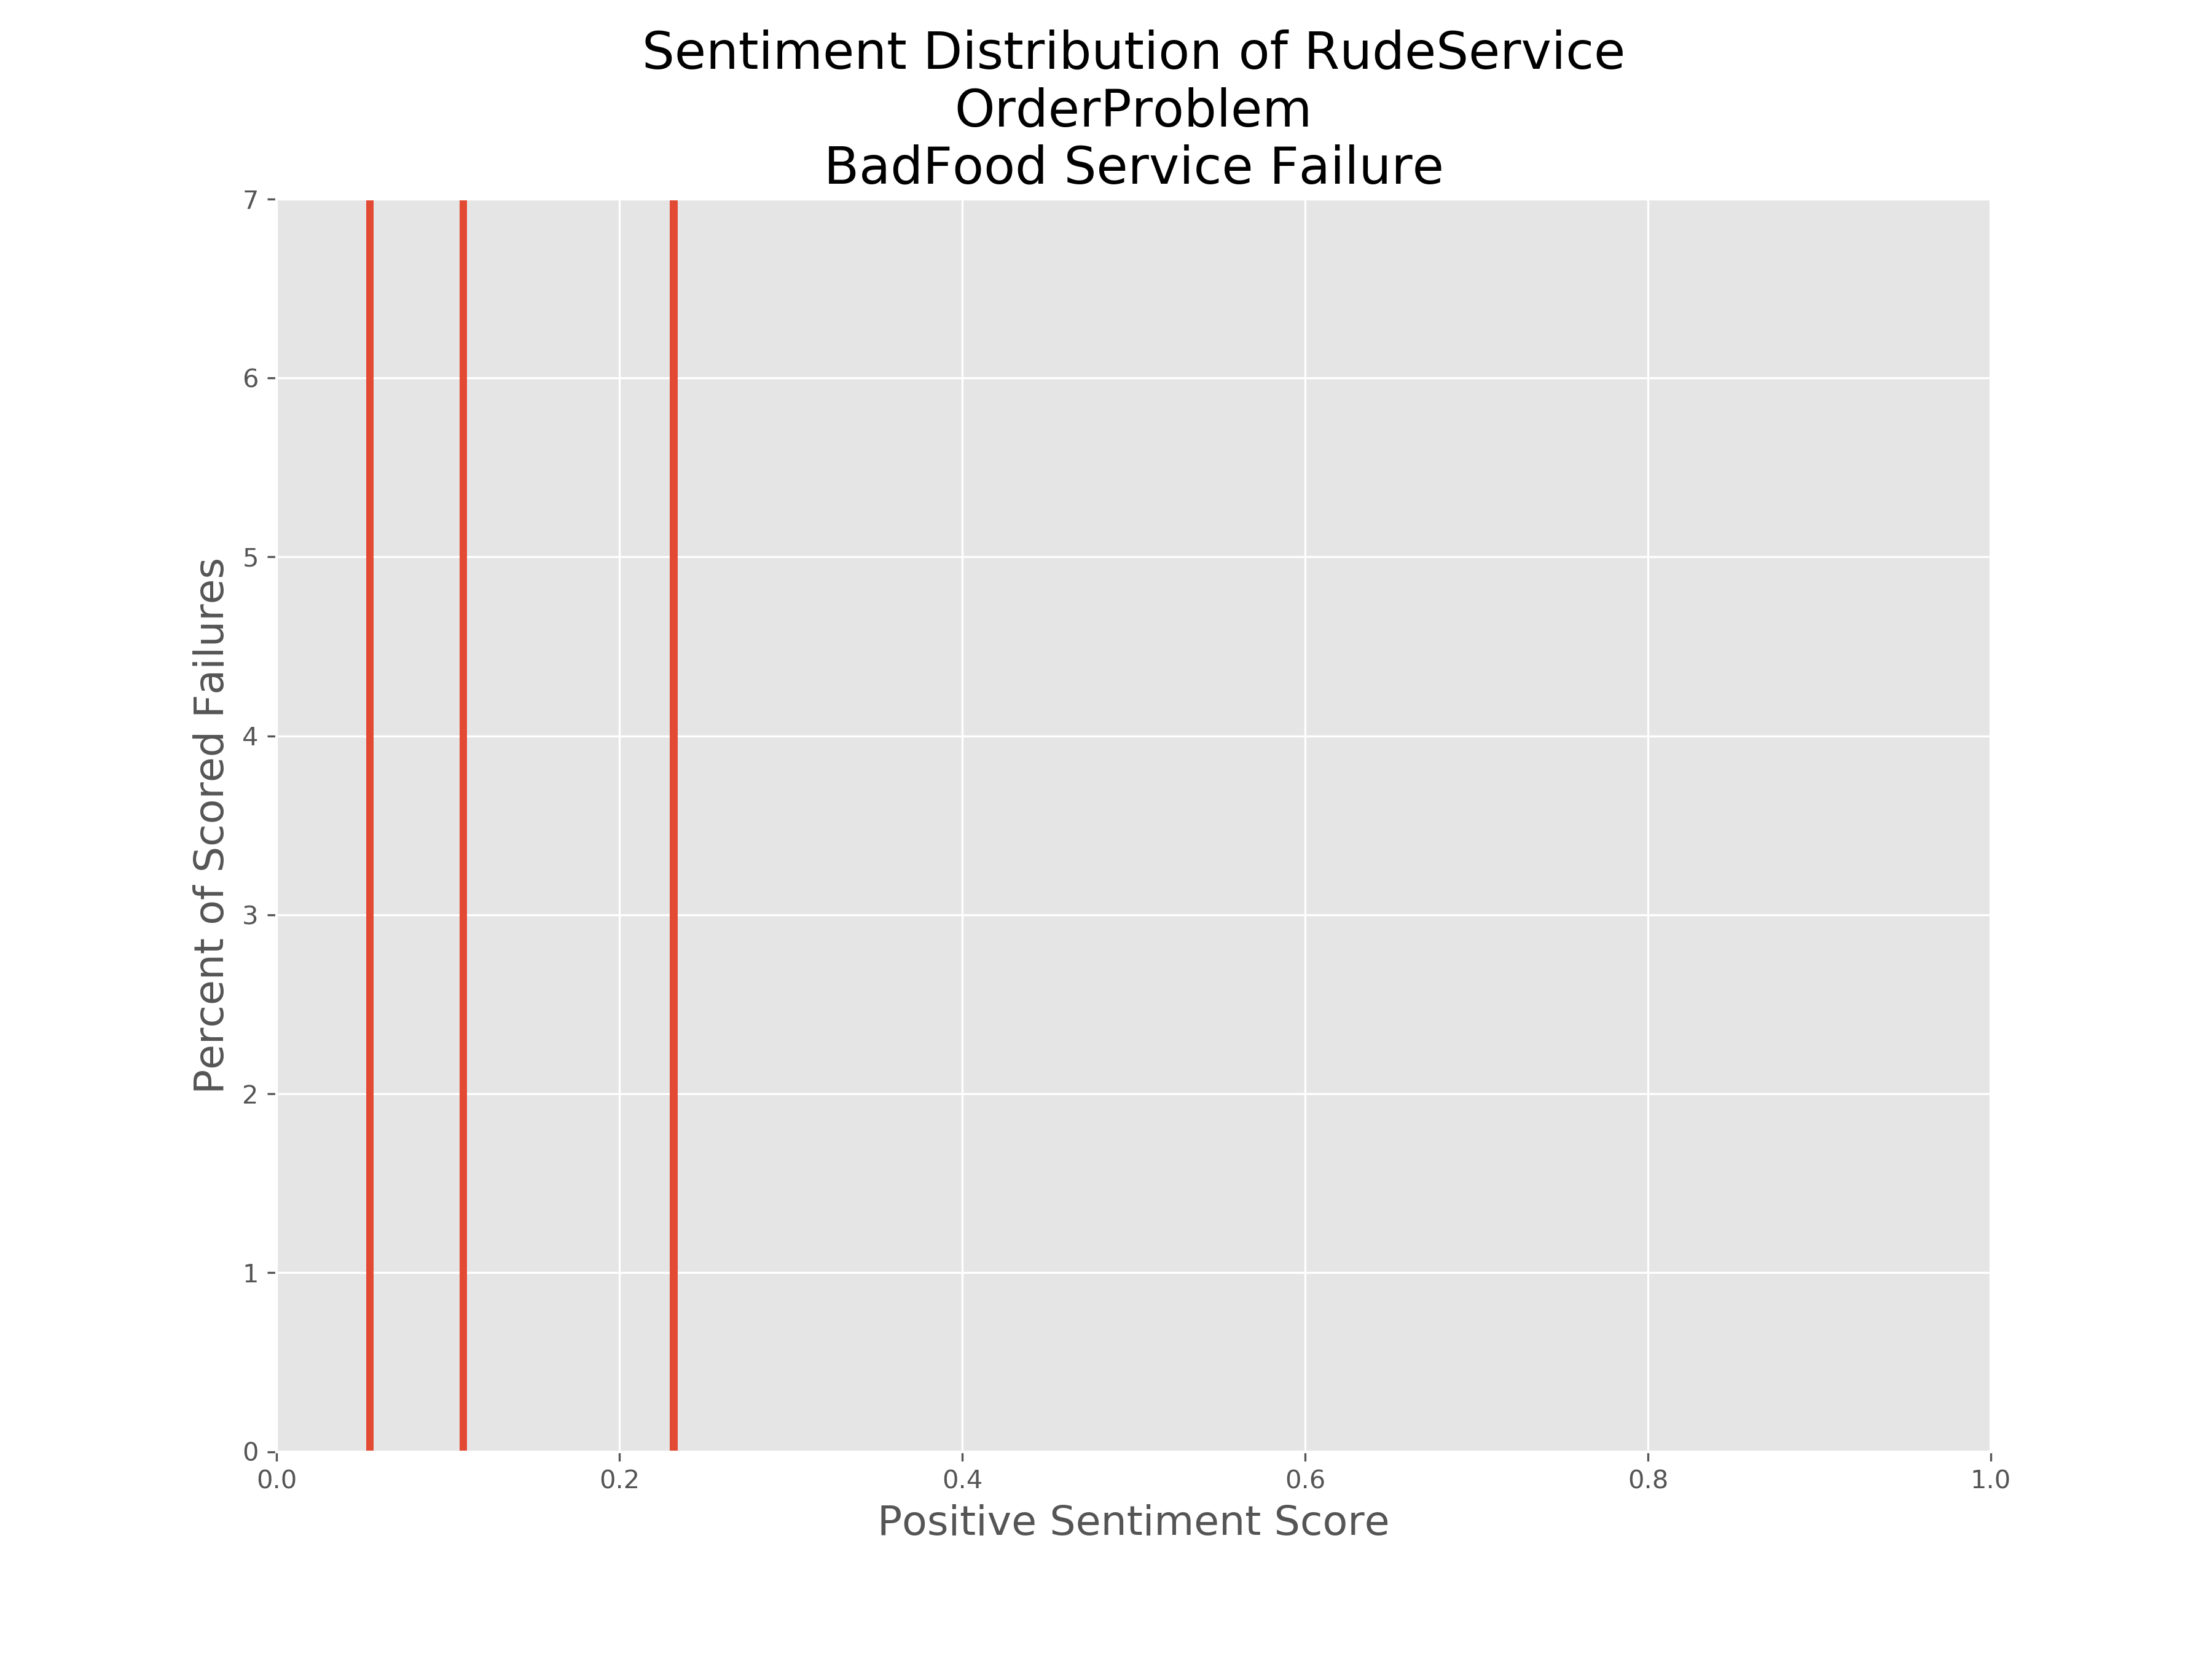 Sentiment Distribution of RudeService
OrderProblem
BadFood Service Failure
7
6
5
4
3
2
1
0
Percent of Scored Failures
0.0 0.2 0.4 0.6 0.8 1.0
Positive Sentiment Score